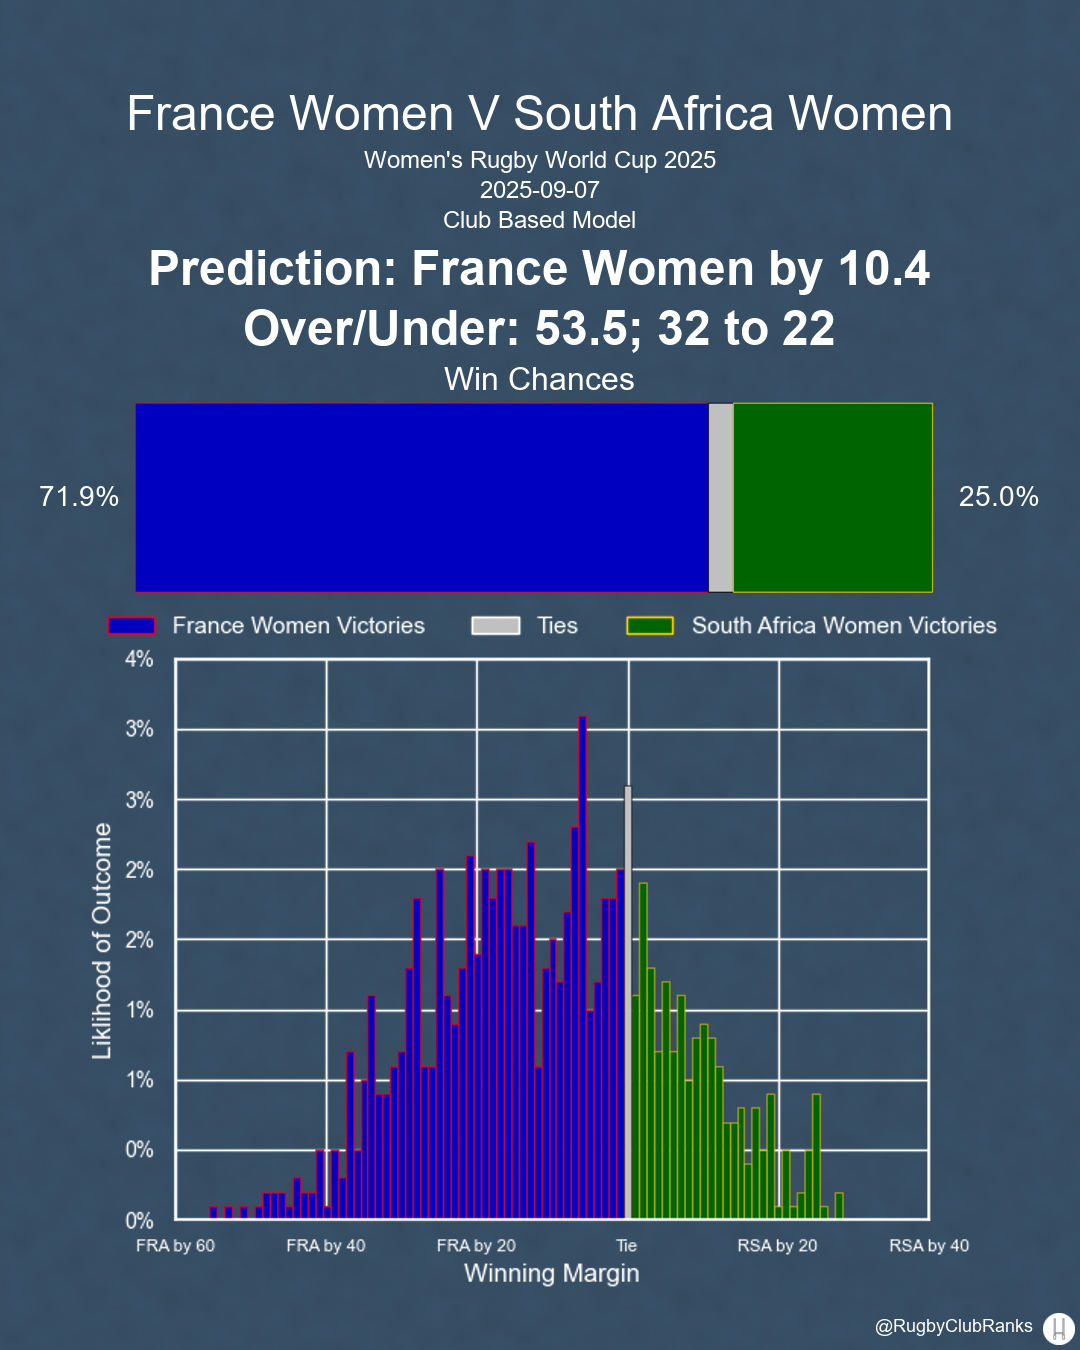 France Women V South Africa Women
Women's Rugby World Cup 2025
2025-09-07
Club Based Model
Prediction: France Women by 10.4
Over/Under: 53.5; 32 to 22
Win Chances
71.9%
25.0%
France Women Victories
Ties
South Africa Women Victories
4%
3%
3%
2%
2%
1%
1%
0%
0%
Liklihood of Outcome
FRA by 60
FRA by 40
FRA by 20
Tie
RSA by 20
RSA by 40
Winning Margin
@RugbyClubRanks